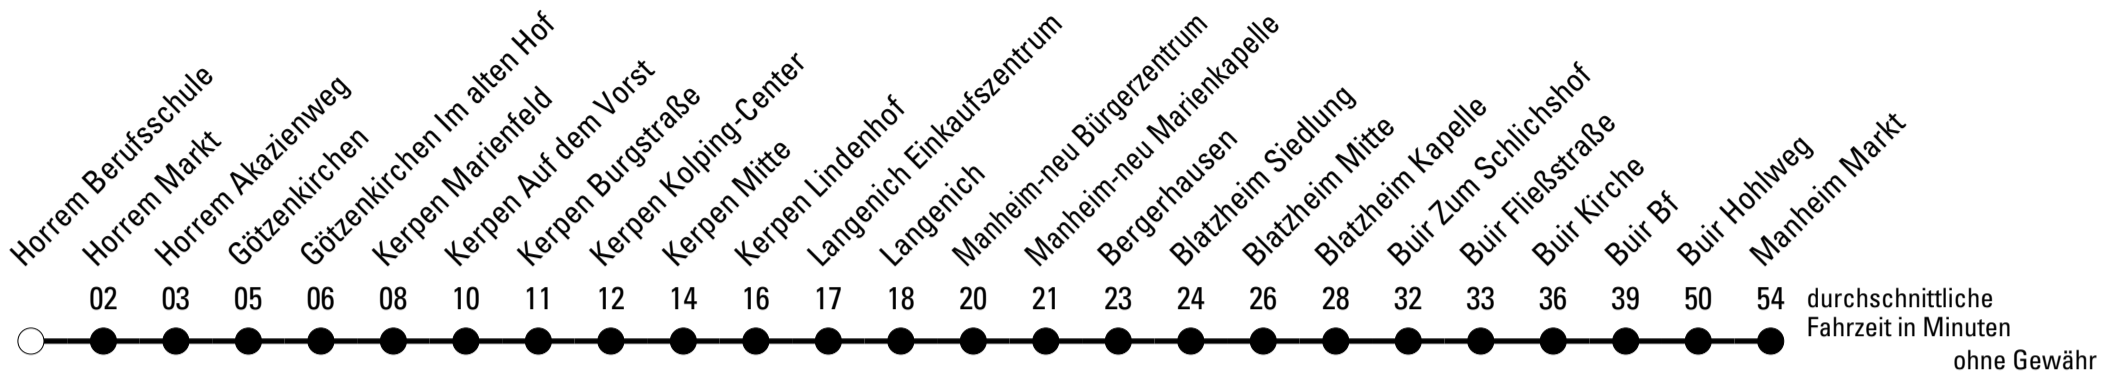 Horrem Berufsschule
Horrem Markt
Horrem Akazienweg
Götzenkirchen
Götzenkirchen Im alten Hof
Kerpen Marienfeld
Kerpen Auf dem Vorst
Kerpen Burgstraße
Kerpen Kolping-Center
Kerpen Mitte
Kerpen Lindenhof
Langenich Einkaufszentrum
Langenich
Manheim-neu Bürgerzentrum
Manheim-neu Marienkapelle
Bergerhausen
Blatzheim Siedlung
Blatzheim Mitte
Blatzheim Kapelle
Buir Zum Schlichshof
Buir Fließstraße
Buir Kirche
Buir Bf
Buir Hohlweg
Manheim Markt
02 03 05 06 08 10 11 12 14 16 17 18 20 21 23 24 26 28 32 33 36 39 50 54 durchschnittliche
Fahrzeit in Minuten
ohne Gewähr